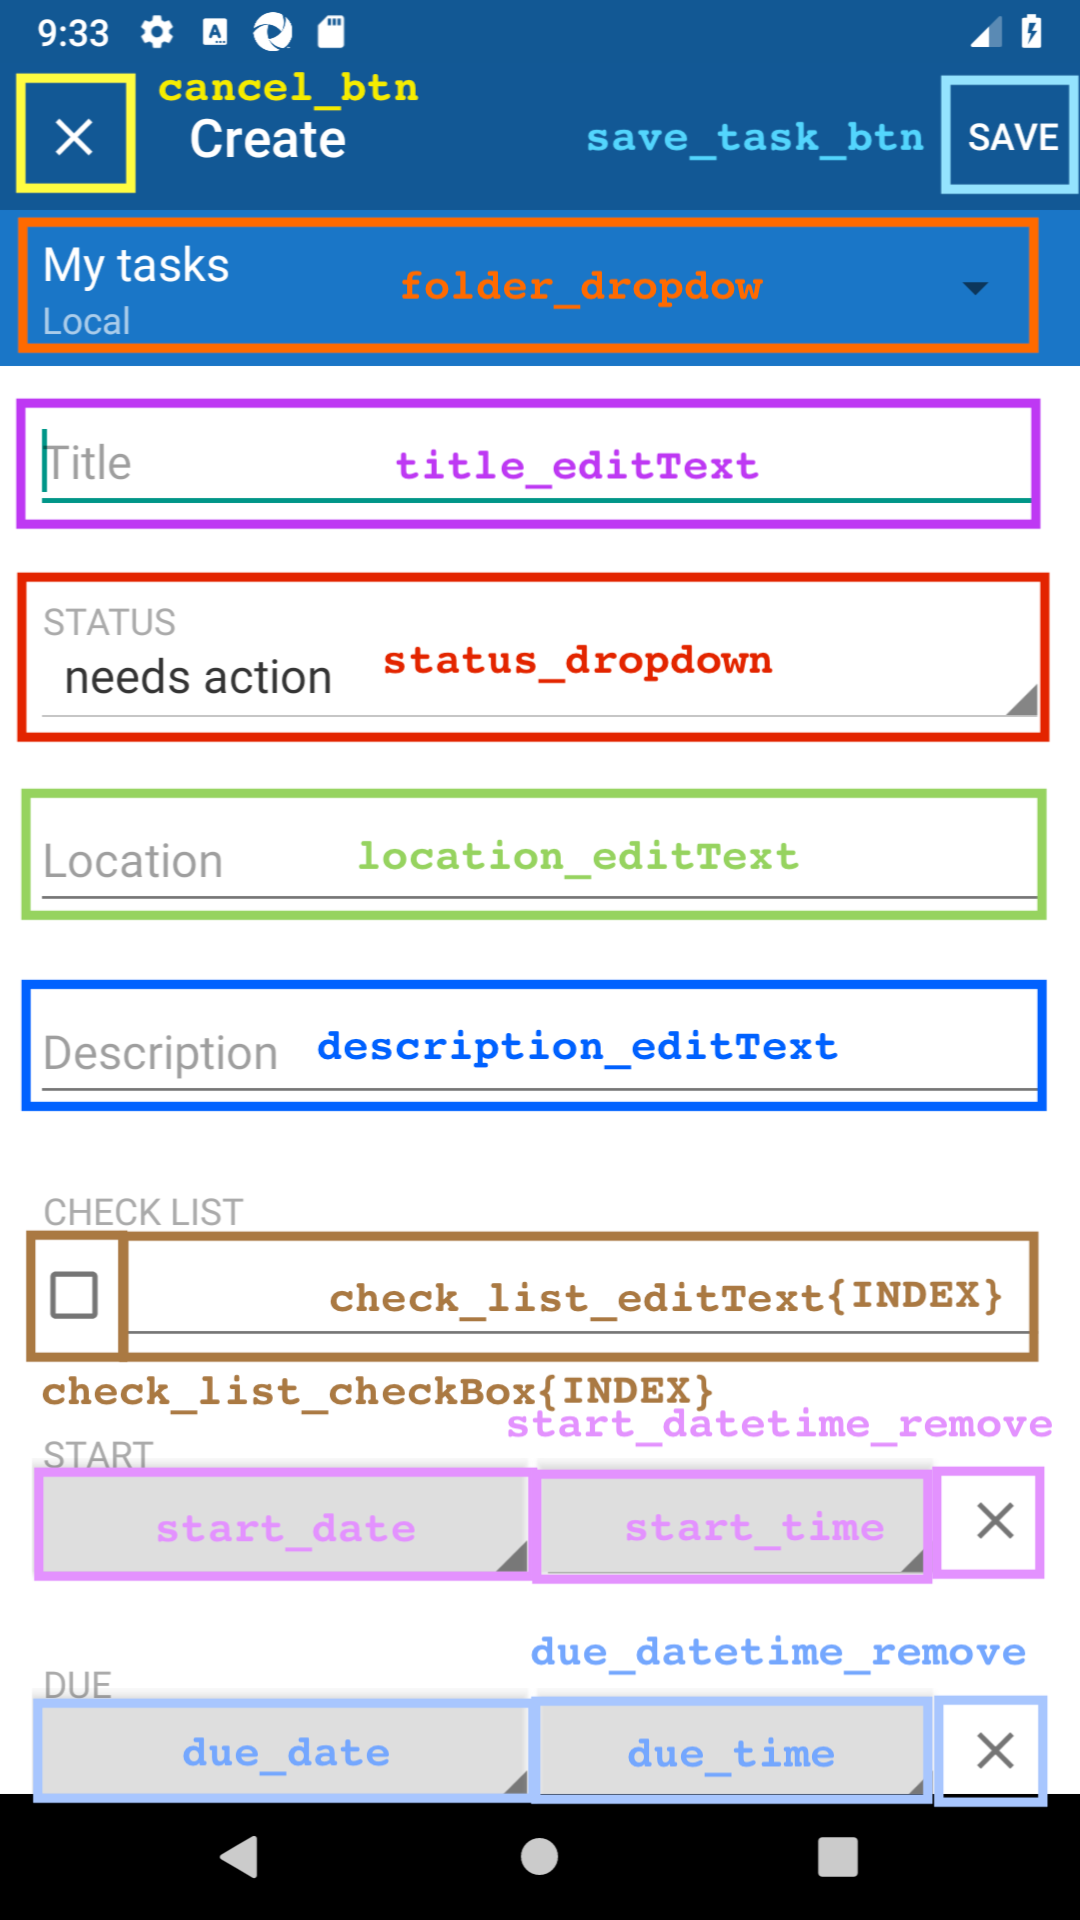 9:33
cancel_btn
Create
save_task_btn
SAVE
My tasks
folder_dropdow
Local
Title
title_editText
STATUS
needs action
status_dropdown
Location
location_editText
Description
description_editText
CHECK LIST
check_list_editText{INDEX}
check_list_checkBox{INDEX}
start_datetime_remove
START
start_date
start_time
due_datetime_remove
DUE
due_date
due_time